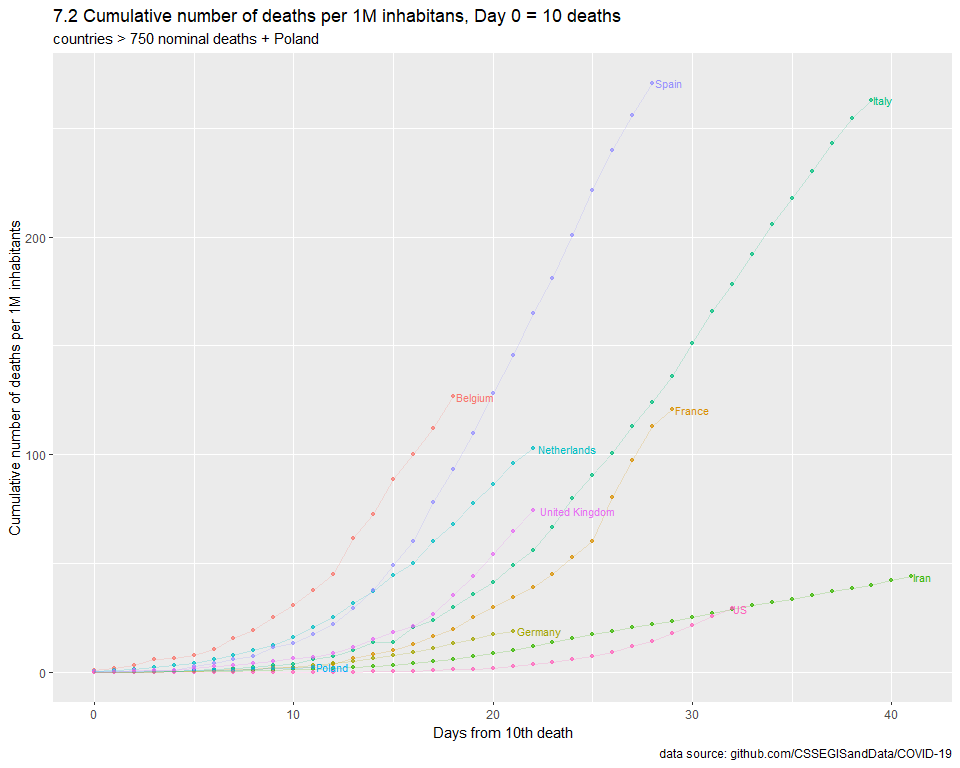 7.2 Cumulative number of deaths per 1M inhabitans, Day 0 = 10 deaths
countries > 750 nominal deaths + Poland
Cumulative number of deaths per 1M inhabitants
200
100
0
Spain
Italy
Belgium
France
Netherlands
United Kingdom
Iran
US
Germany
Poland
0 10 20 30 40
Days from 10th death
data source: github.com/CSSEGISandData/COVID-19